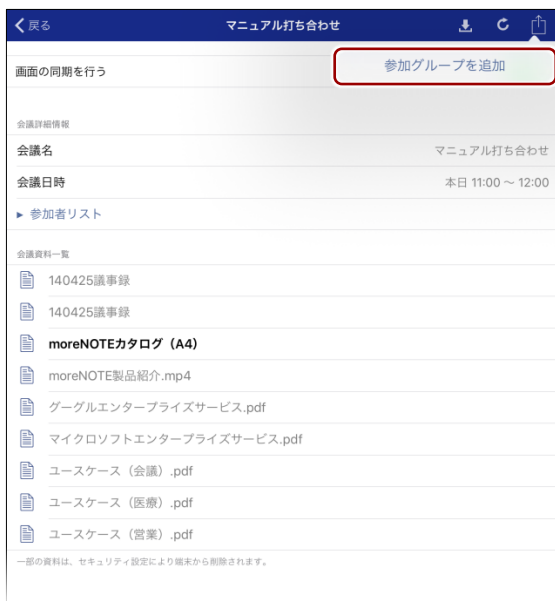 戻る マニュアル打ち合わせ
参加グループを追加
画面の同期を行う
会議詳細情報
会議名 マニュアル打ち合わせ
会議日時 本日 11:00 ～ 12:00
▶ 参加者リスト
会議資料一覧
140425議事録
140425議事録
moreNOTEカタログ（A4）
moreNOTE製品紹介.mp4
グーグルエンタープライズサービス.pdf
マイクロソフトエンタープライズサービス.pdf
ユースケース（会議）.pdf
ユースケース（医療）.pdf
ユースケース（営業）.pdf
一部の資料は、セキュリティ設定により端末から削除されます。